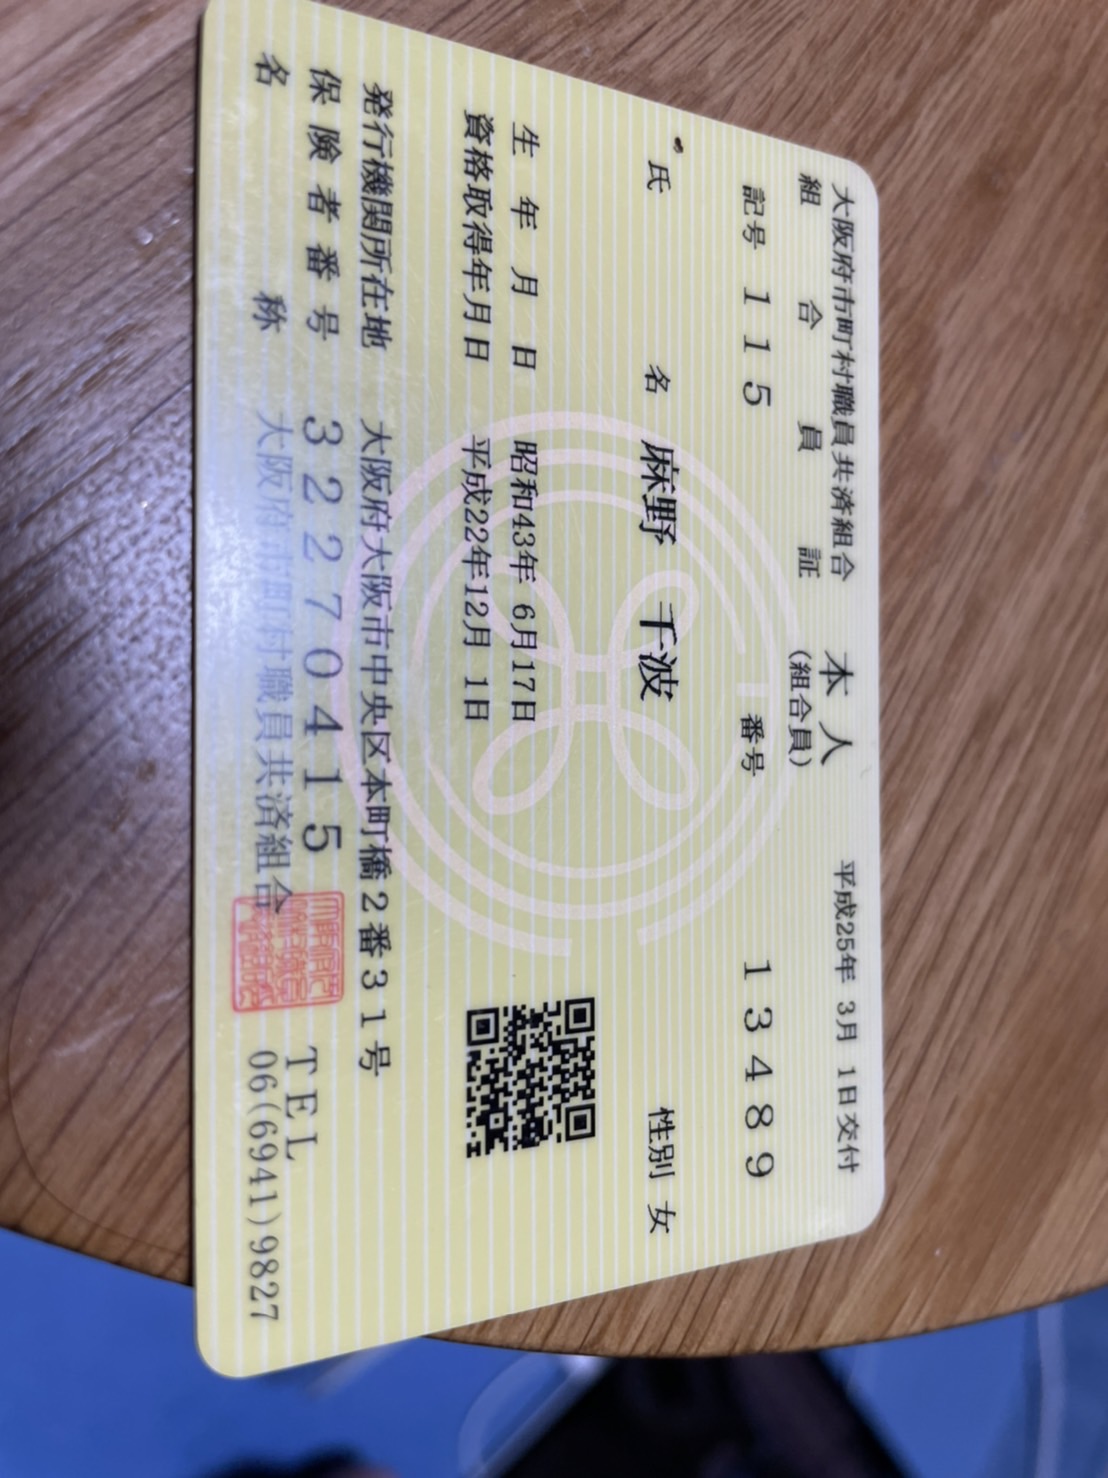 大阪府市町村職員共済組合 本人 平成25年 3月 1日交付
組合員証 (組合員)
記号 115 番号 13489
氏名 麻野 千波 性別 女
生年月日 昭和43年 6月17日
資格取得年月日 平成22年12月 1日
発行機関所在地 大阪府大阪市中央区本町橋2番31号
保険者番号 32270415
名称 大阪府市町村職員共済組合
TEL
06(6941)9827